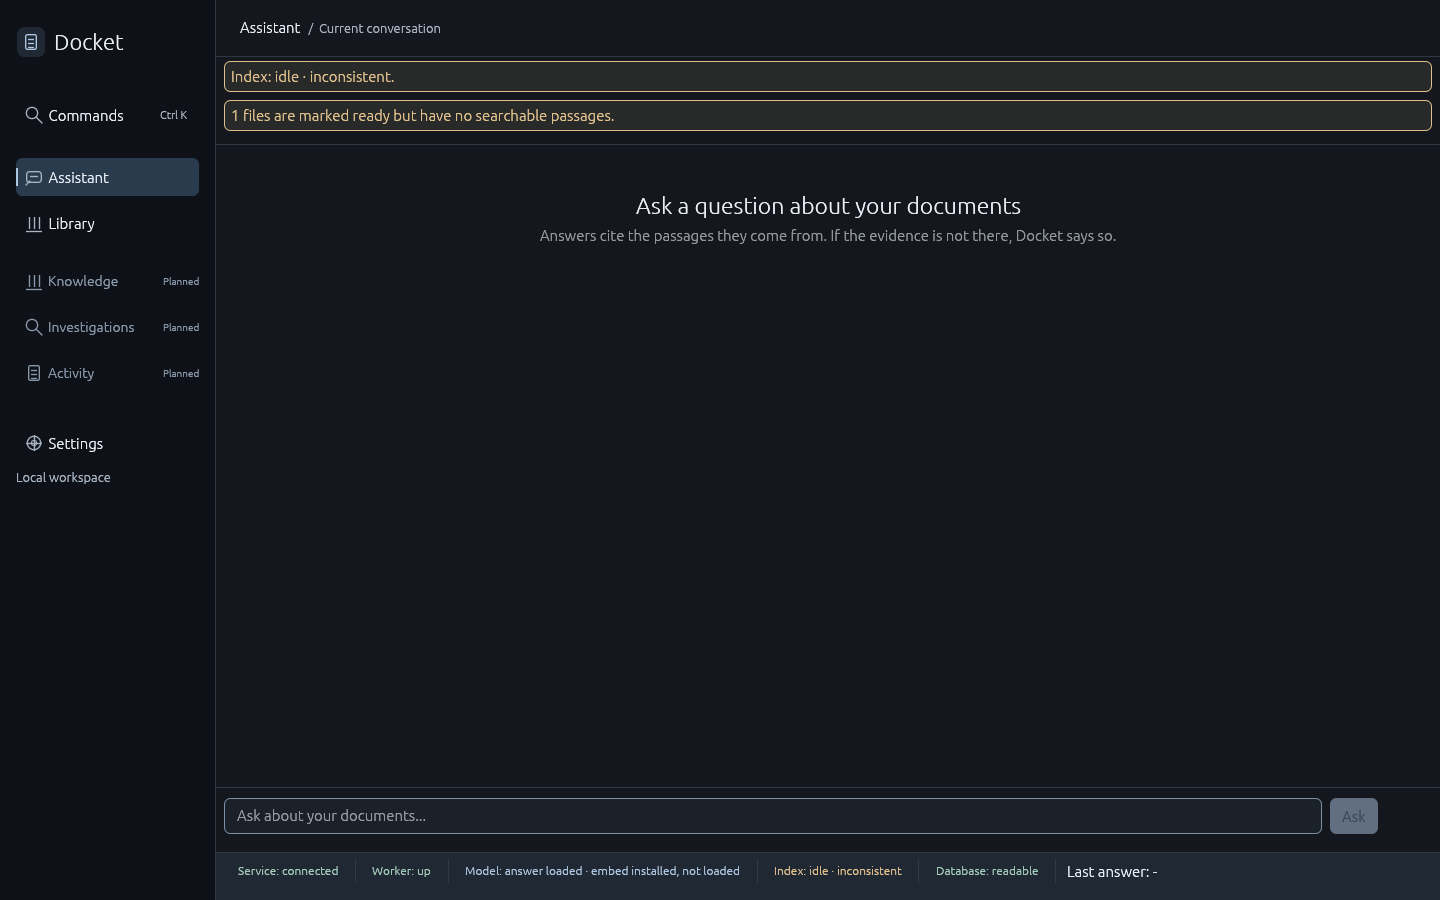 Docket
Commands Ctrl K
Assistant
Library
Knowledge Planned
Investigations Planned
Activity Planned
Settings
Local workspace
Assistant / Current conversation
Index: idle · inconsistent.
1 files are marked ready but have no searchable passages.
Ask a question about your documents
Answers cite the passages they come from. If the evidence is not there, Docket says so.
Ask about your documents... Ask
Service: connected Worker: up Model: answer loaded · embed installed, not loaded Index: idle · inconsistent Database: readable Last answer: -